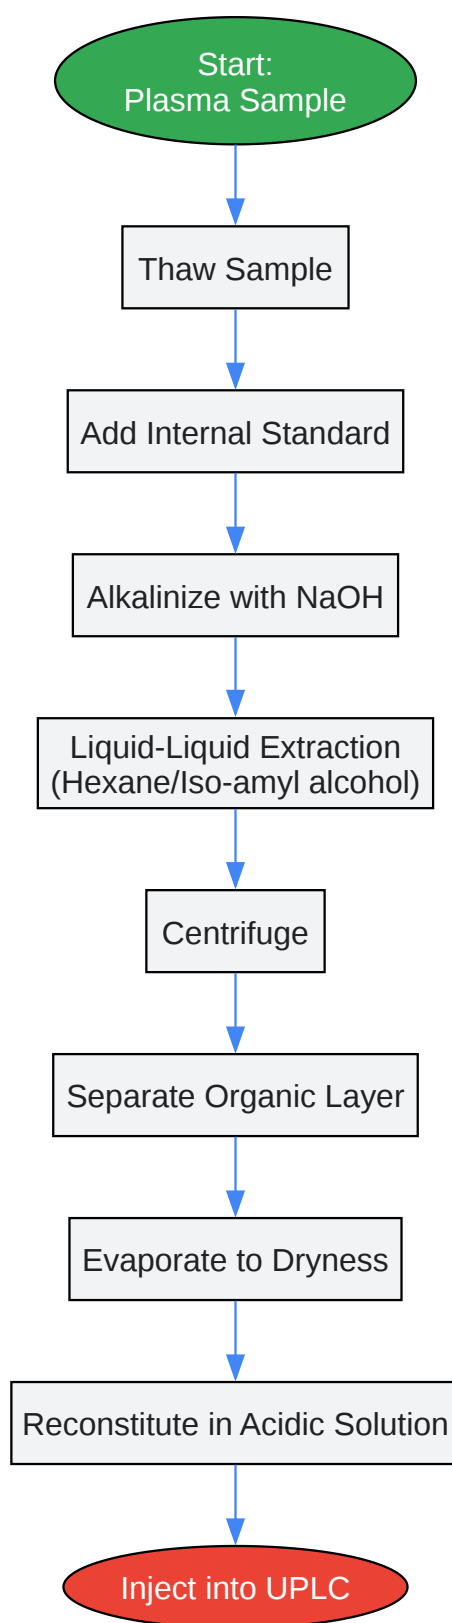 Start:
Plasma Sample
Thaw Sample
Add Internal Standard
Alkalinize with NaOH
Liquid-Liquid Extraction
(Hexane/Iso-amyl alcohol)
Centrifuge
Separate Organic Layer
Evaporate to Dryness
Reconstitute in Acidic Solution
Inject into UPLC